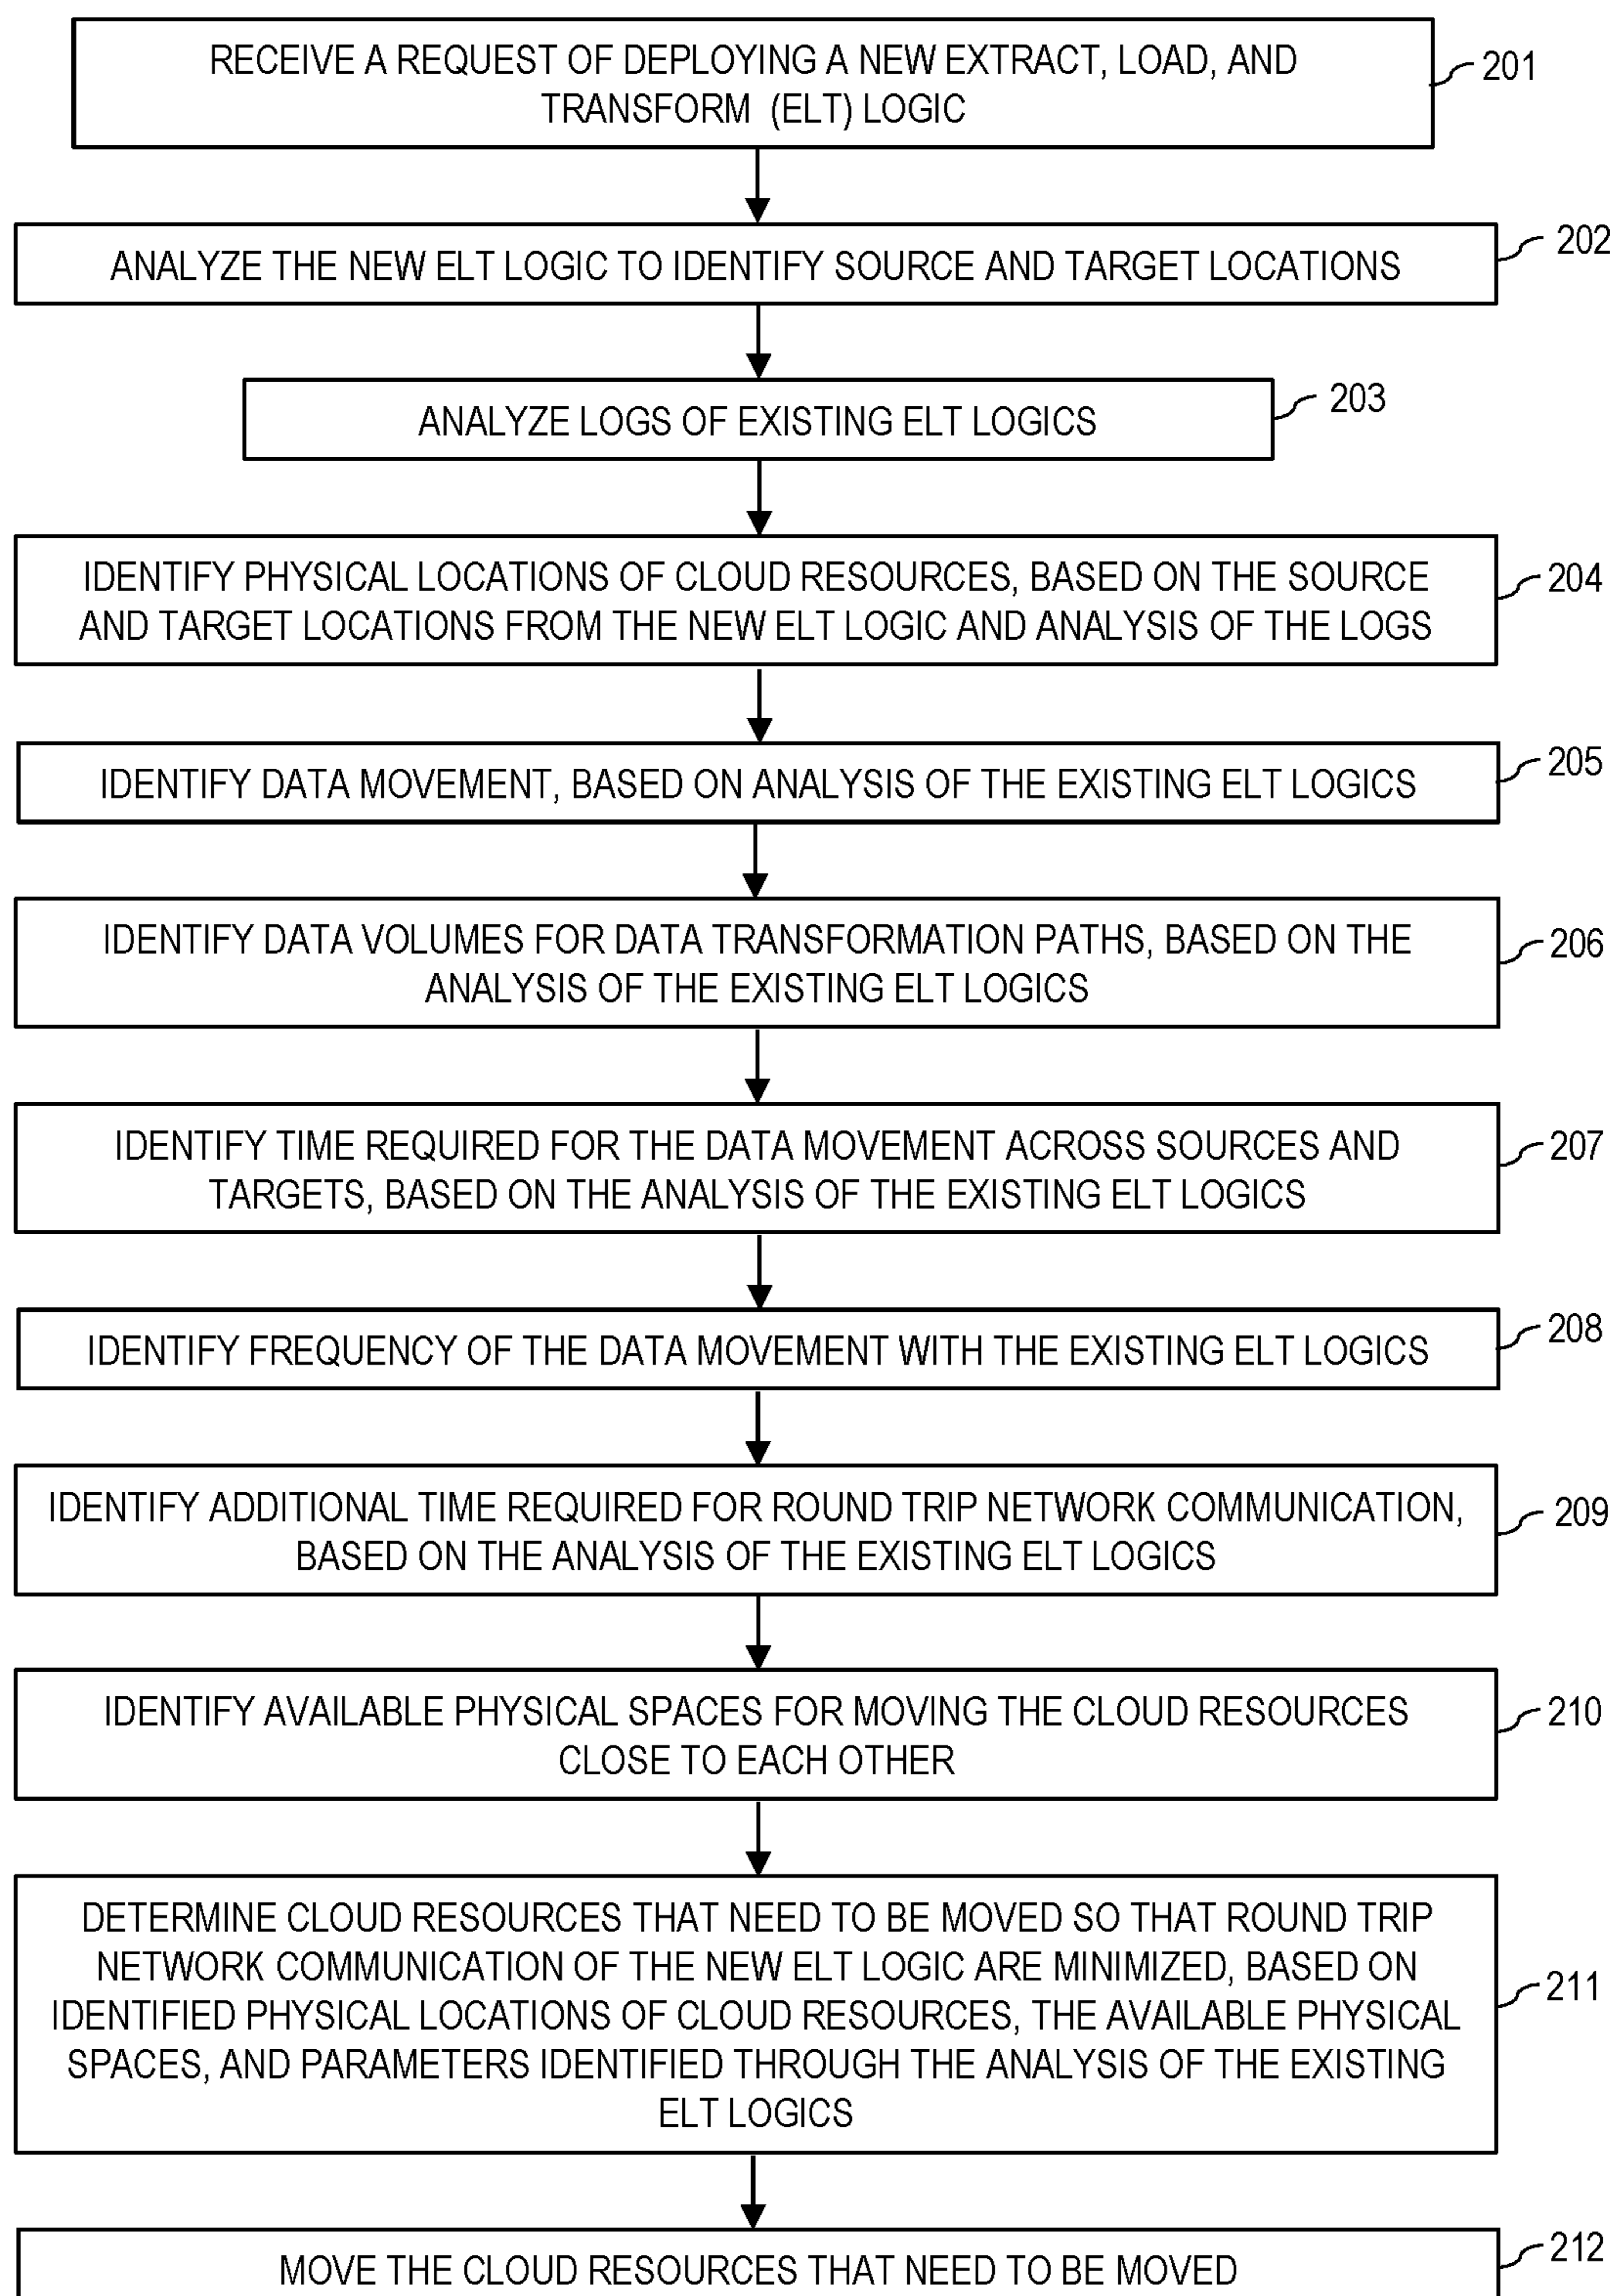 RECEIVE A REQUEST OF DEPLOYING A NEW EXTRACT, LOAD, AND
TRANSFORM (ELT) LOGIC
201
ANALYZE THE NEW ELT LOGIC TO IDENTIFY SOURCE AND TARGET LOCATIONS
202
ANALYZE LOGS OF EXISTING ELT LOGICS
203
IDENTIFY PHYSICAL LOCATIONS OF CLOUD RESOURCES, BASED ON THE SOURCE
AND TARGET LOCATIONS FROM THE NEW ELT LOGIC AND ANALYSIS OF THE LOGS
204
IDENTIFY DATA MOVEMENT, BASED ON ANALYSIS OF THE EXISTING ELT LOGICS
205
IDENTIFY DATA VOLUMES FOR DATA TRANSFORMATION PATHS, BASED ON THE
ANALYSIS OF THE EXISTING ELT LOGICS
206
IDENTIFY TIME REQUIRED FOR THE DATA MOVEMENT ACROSS SOURCES AND
TARGETS, BASED ON THE ANALYSIS OF THE EXISTING ELT LOGICS
207
IDENTIFY FREQUENCY OF THE DATA MOVEMENT WITH THE EXISTING ELT LOGICS
208
IDENTIFY ADDITIONAL TIME REQUIRED FOR ROUND TRIP NETWORK COMMUNICATION,
BASED ON THE ANALYSIS OF THE EXISTING ELT LOGICS
209
IDENTIFY AVAILABLE PHYSICAL SPACES FOR MOVING THE CLOUD RESOURCES
CLOSE TO EACH OTHER
210
DETERMINE CLOUD RESOURCES THAT NEED TO BE MOVED SO THAT ROUND TRIP
NETWORK COMMUNICATION OF THE NEW ELT LOGIC ARE MINIMIZED, BASED ON
IDENTIFIED PHYSICAL LOCATIONS OF CLOUD RESOURCES, THE AVAILABLE PHYSICAL
SPACES, AND PARAMETERS IDENTIFIED THROUGH THE ANALYSIS OF THE EXISTING
ELT LOGICS
211
MOVE THE CLOUD RESOURCES THAT NEED TO BE MOVED
212